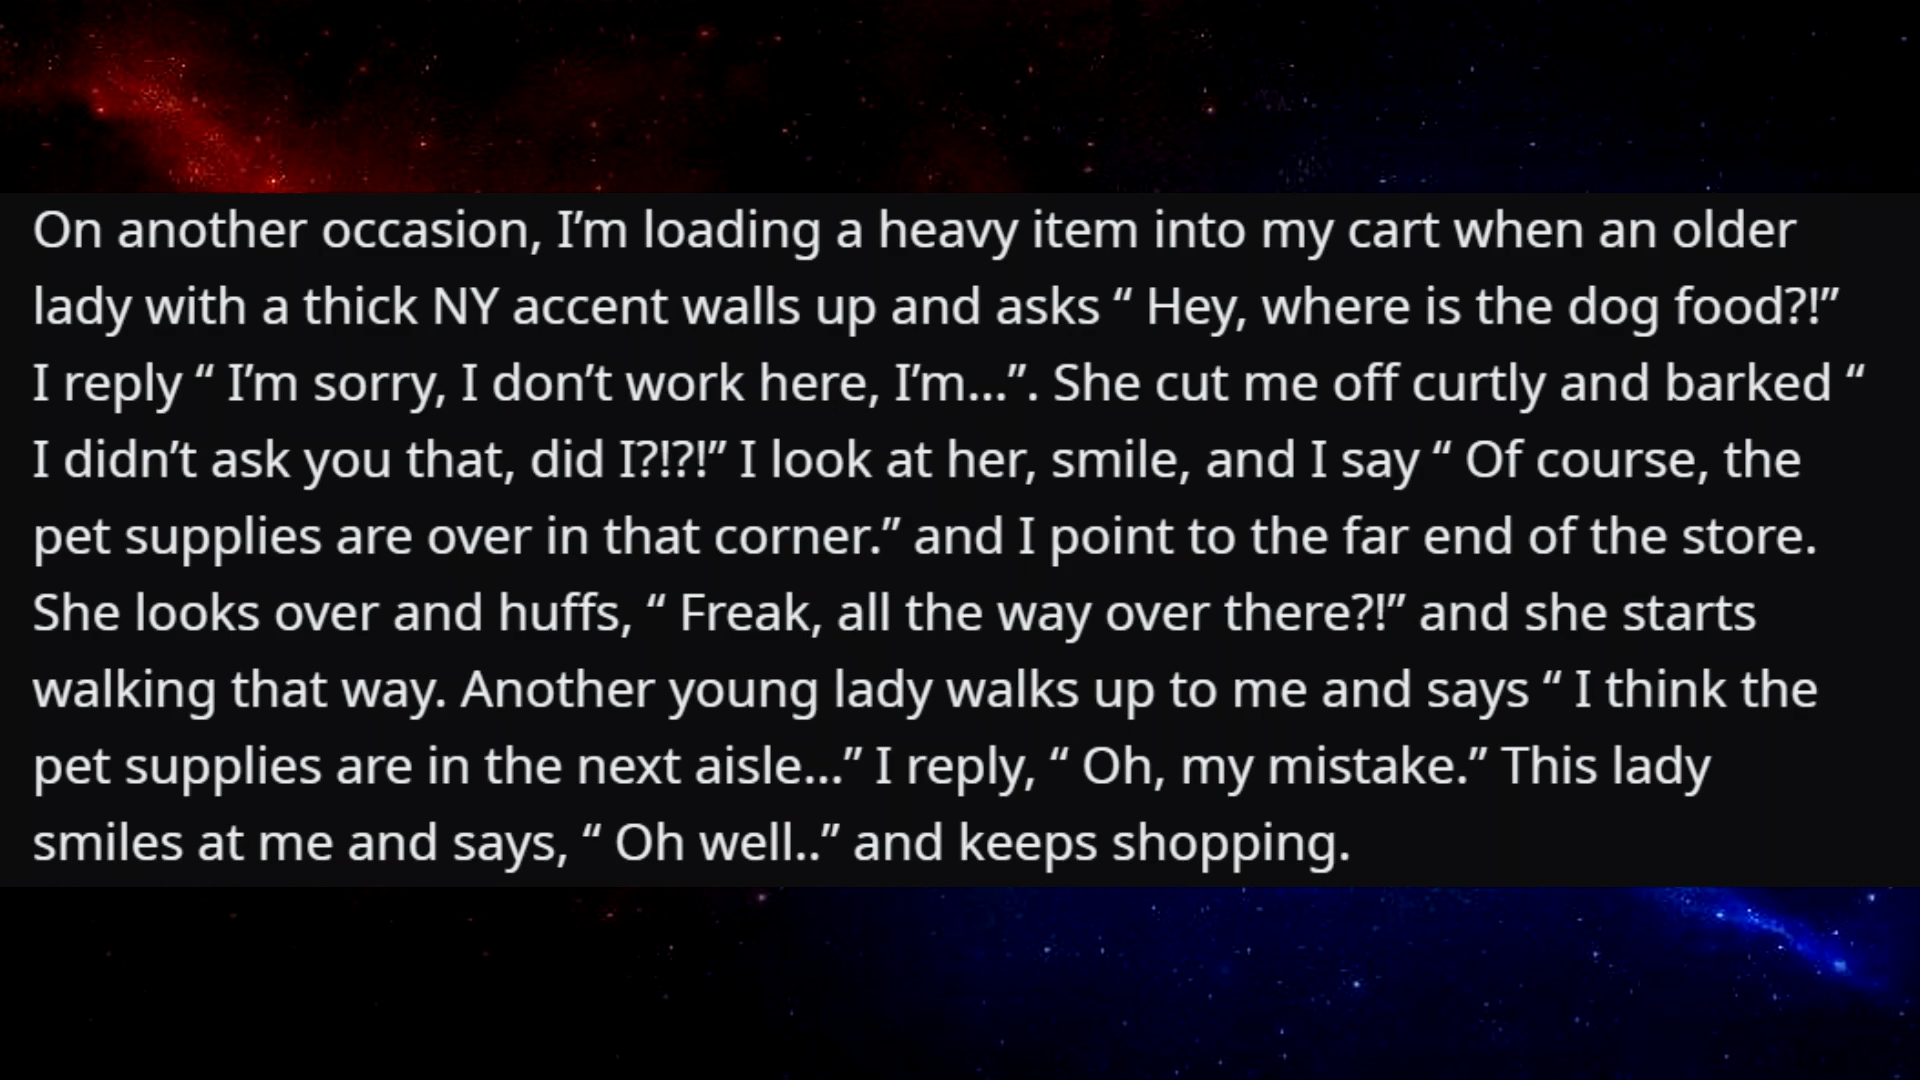 On another occasion, I’m loading a heavy item into my cart when an older
lady with a thick NY accent walls up and asks “ Hey, where is the dog food?!”
I reply “ I’m sorry, I don’t work here, I’m...”. She cut me off curtly and barked “
I didn’t ask you that, did I?!?!” I look at her, smile, and I say “ Of course, the
pet supplies are over in that corner.” and I point to the far end of the store.
She looks over and huffs, “ Freak, all the way over there?!” and she starts
walking that way. Another young lady walks up to me and says “ I think the
pet supplies are in the next aisle...” I reply, “ Oh, my mistake.” This lady
smiles at me and says, “ Oh well..” and keeps shopping.